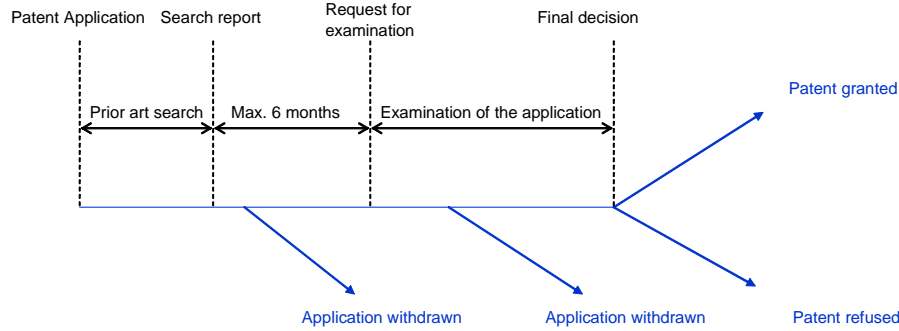 Patent Application
Search report
Request for
examination
Final decision
Prior art search
Max. 6 months
Examination of the application
Patent granted
Application withdrawn
Application withdrawn
Patent refused